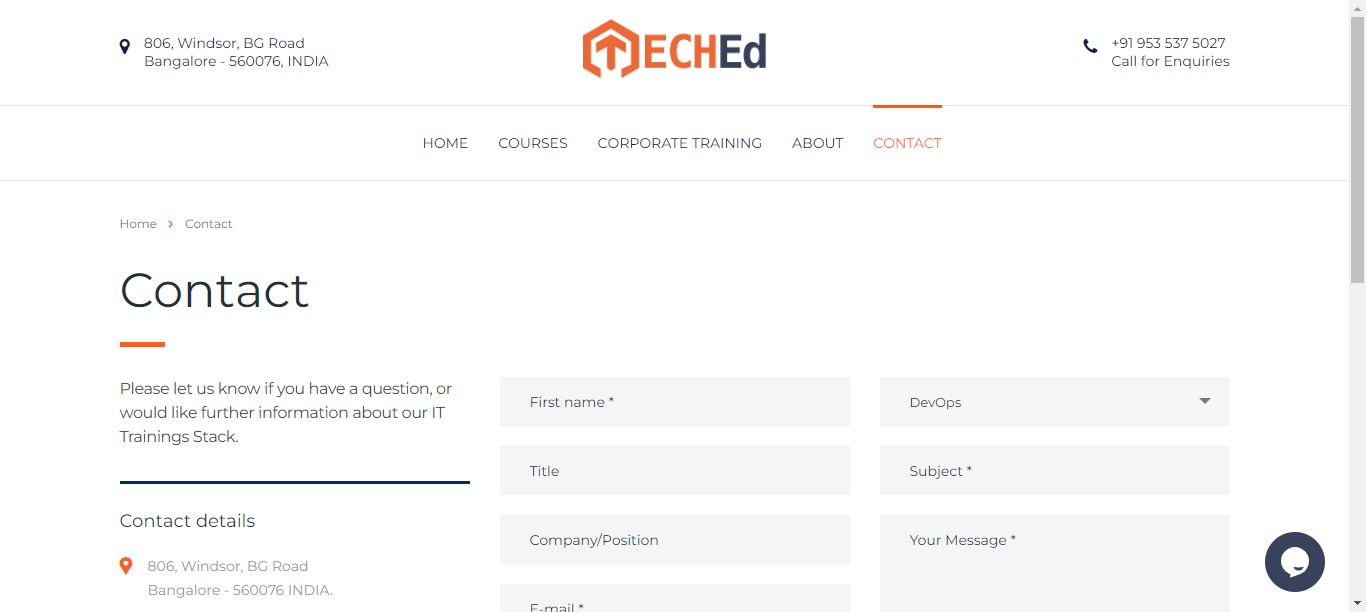 806, Windsor, BG Road
Bangalore - 560076, INDIA
TECHEd
+91 953 537 5027
Call for Enquiries
HOME
COURSES
CORPORATE TRAINING
ABOUT
CONTACT
Home
Contact
Contact
Please let us know if you have a question, or
would like further information about our IT
Trainings Stack.
Contact details
806, Windsor, BG Road
Bangalore - 560076 INDIA.
First name *
Title
Company/Position
E-mail *
DevOps
Subject *
Your Message *